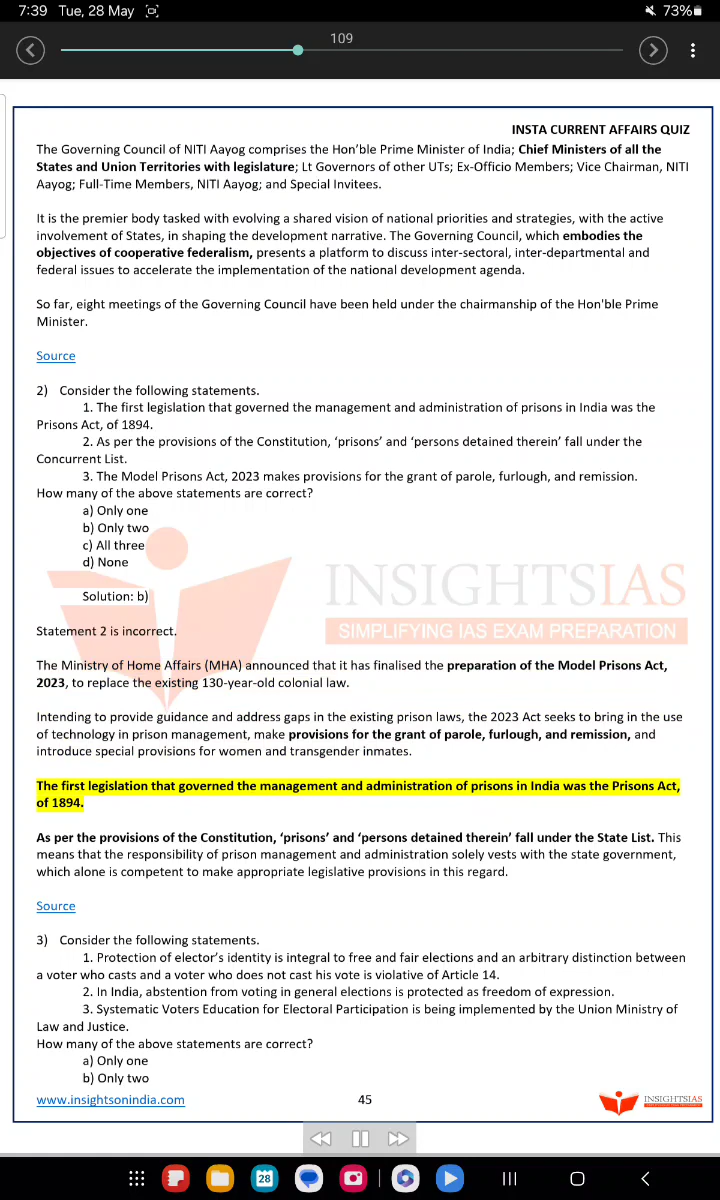 7:39 Tue, 28 May
73%
109
INSTA CURRENT AFFAIRS QUIZ
The Governing Council of NITI Aayog comprises the Hon’ble Prime Minister of India; Chief Ministers of all the
States and Union Territories with legislature; Lt Governors of other UTs; Ex-Officio Members; Vice Chairman, NITI
Aayog; Full-Time Members, NITI Aayog; and Special Invitees.
It is the premier body tasked with evolving a shared vision of national priorities and strategies, with the active
involvement of States, in shaping the development narrative. The Governing Council, which embodies the
objectives of cooperative federalism, presents a platform to discuss inter-sectoral, inter-departmental and
federal issues to accelerate the implementation of the national development agenda.
So far, eight meetings of the Governing Council have been held under the chairmanship of the Hon'ble Prime
Minister.
Source
2) Consider the following statements.
1. The first legislation that governed the management and administration of prisons in India was the
Prisons Act, of 1894.
2. As per the provisions of the Constitution, ‘prisons’ and ‘persons detained therein’ fall under the
Concurrent List.
3. The Model Prisons Act, 2023 makes provisions for the grant of parole, furlough, and remission.
How many of the above statements are correct?
a) Only one
b) Only two
c) All three
d) None
INSIGHTSIAS
SIMPLIFYING IAS EXAM PREPARATION
Solution: b)
Statement 2 is incorrect.
The Ministry of Home Affairs (MHA) announced that it has finalised the preparation of the Model Prisons Act,
2023, to replace the existing 130-year-old colonial law.
Intending to provide guidance and address gaps in the existing prison laws, the 2023 Act seeks to bring in the use
of technology in prison management, make provisions for the grant of parole, furlough, and remission, and
introduce special provisions for women and transgender inmates.
The first legislation that governed the management and administration of prisons in India was the Prisons Act,
of 1894.
As per the provisions of the Constitution, ‘prisons’ and ‘persons detained therein’ fall under the State List. This
means that the responsibility of prison management and administration solely vests with the state government,
which alone is competent to make appropriate legislative provisions in this regard.
Source
3) Consider the following statements.
1. Protection of elector’s identity is integral to free and fair elections and an arbitrary distinction between
a voter who casts and a voter who does not cast his vote is violative of Article 14.
2. In India, abstention from voting in general elections is protected as freedom of expression.
3. Systematic Voters Education for Electoral Participation is being implemented by the Union Ministry of
Law and Justice.
How many of the above statements are correct?
a) Only one
b) Only two
www.insightsonindia.com
45
INSIGHTSIAS
28